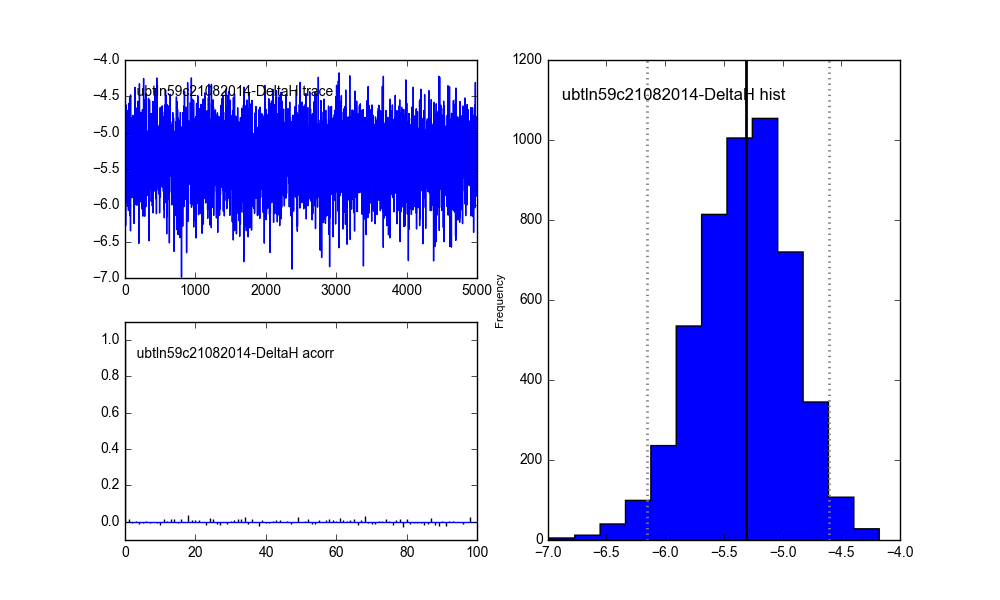 −4.0
ubtln59c21082014-DeltaH trace
−4.5
−5.0
−5.5
−6.0
−6.5
−7.0
0 1000 2000 3000 4000 5000
1.0
ubtln59c21082014-DeltaH acorr
0.8
0.6
0.4
0.2
0.0
0 20 40 60 80 100
1200
ubtln59c21082014-DeltaH hist
1000
800
600
Frequency
400
200
0
−7.0 −6.5 −6.0 −5.5 −5.0 −4.5 −4.0